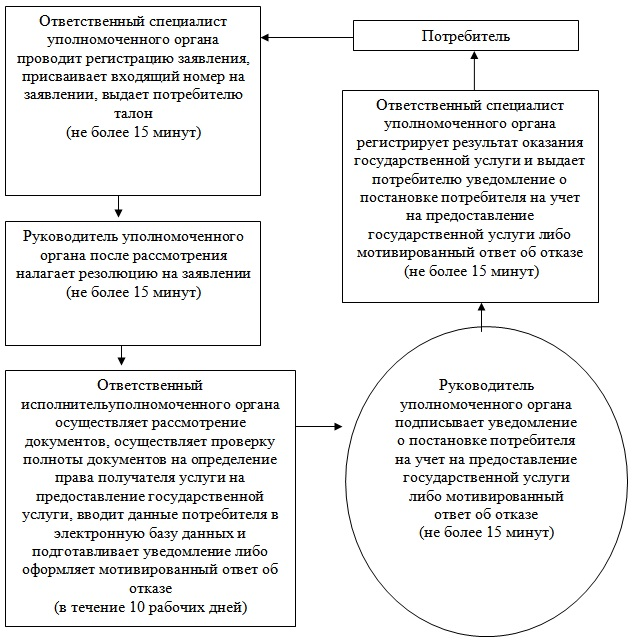 Ответственный специалист
уполномоченного органа
проводит регистрацию заявления,
присваивает входящий номер на
заявлении, выдает потребителю
талон
(не более 15 минут)
Потребитель
Ответственный специалист
уполномоченного органа
регистрирует результат оказания
государственной услуги и выдает
потребителю уведомление о
постановке потребителя на учет
на предоставление
государственной услуги либо
мотивированный ответ об отказе
(не более 15 минут)
Руководитель уполномоченного
органа после рассмотрения
налагает резолюцию на заявлении
(не более 15 минут)
Ответственный
исполнительуполномоченного органа
осуществляет рассмотрение
документов, осуществляет проверку
полноты документов на определение
права получателя услуги на
предоставление государственной
услуги, вводит данные потребителя в
электронную базу данных и
подготавливает уведомление либо
оформляет мотивированный ответ об
отказе
(в течение 10 рабочих дней)
Руководитель
уполномоченного органа
подписывает уведомление
о постановке потребителя
на учет на предоставление
государственной услуги
либо мотивированный
ответ об отказе
(не более 15 минут)